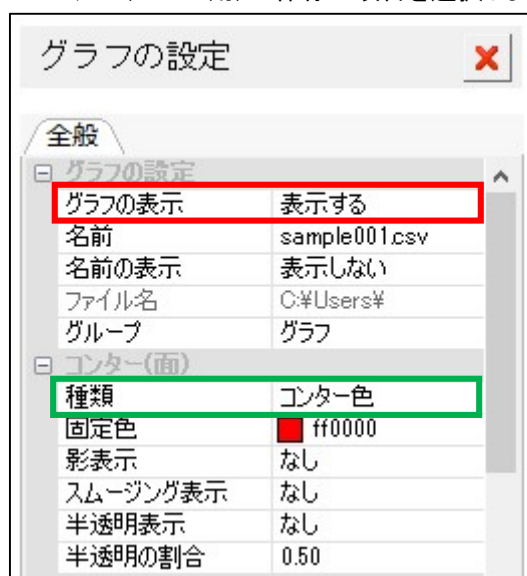 グラフの設定
全般
グラフの設定
グラフの表示 表示する
名前 sample001.csv
名前の表示 表示しない
ファイル名 C:¥Users¥
グループ グラフ
コンター(面)
種類 コンター色
固定色 ff0000
影表示 なし
スムージング表示 なし
半透明表示 なし
半透明の割合 0.50